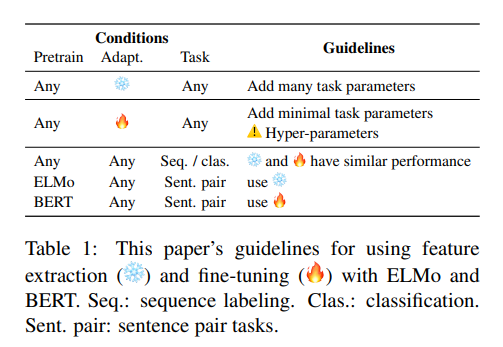 Conditions
Pretrain Adapt. Task Guidelines
Any ❄️ Any Add many task parameters
Any 🔥 Any Add minimal task parameters
⚠️ Hyper-parameters
Any Any Seq. / clas. ❄️ and 🔥 have similar performance
ELMo Any Sent. pair use ❄️
BERT Any Sent. pair use 🔥
Table 1: This paper's guidelines for using feature
extraction (❄️) and fine-tuning (🔥) with ELMo and
BERT. Seq.: sequence labeling. Clas.: classification.
Sent. pair: sentence pair tasks.